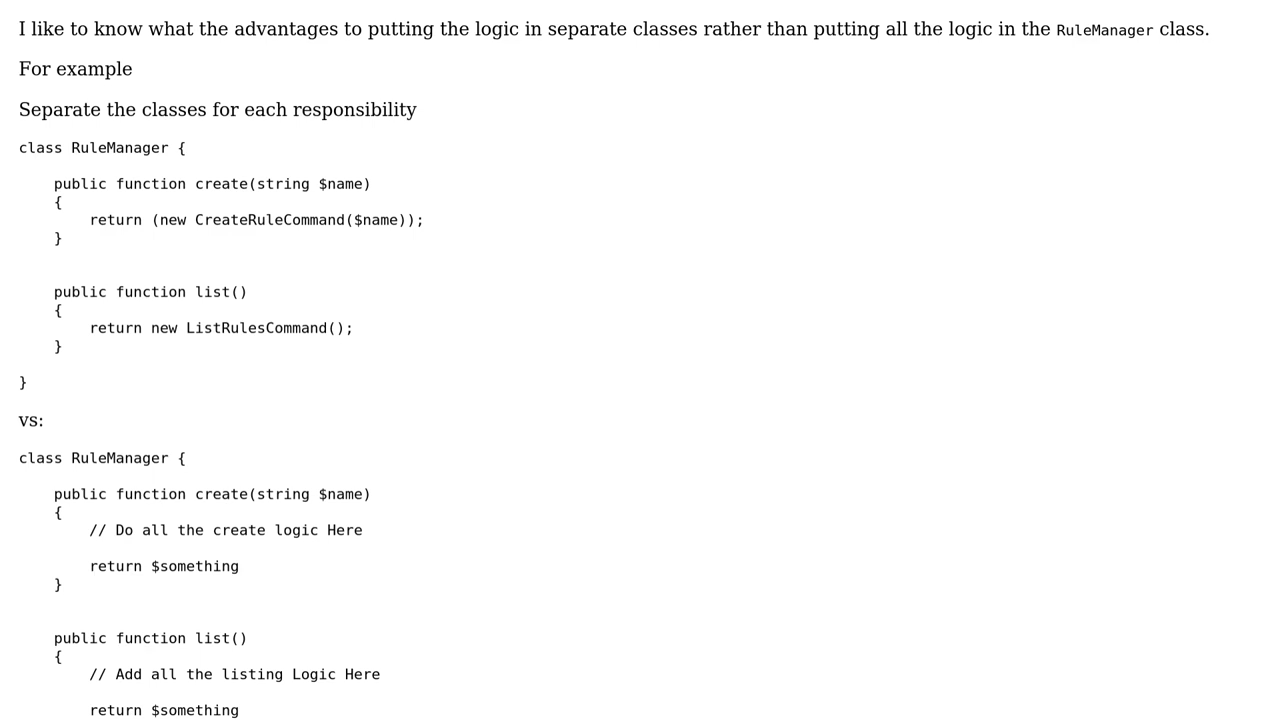 I like to know what the advantages to putting the logic in separate classes rather than putting all the logic in the RuleManager class.
For example
Separate the classes for each responsibility
class RuleManager {
    public function create(string $name)
    {
        return (new CreateRuleCommand($name));
    }
    public function list()
    {
        return new ListRulesCommand();
    }
}
vs:
class RuleManager {
    public function create(string $name)
    {
        // Do all the create logic Here
        return $something
    }
    public function list()
    {
        // Add all the listing Logic Here
        return $something